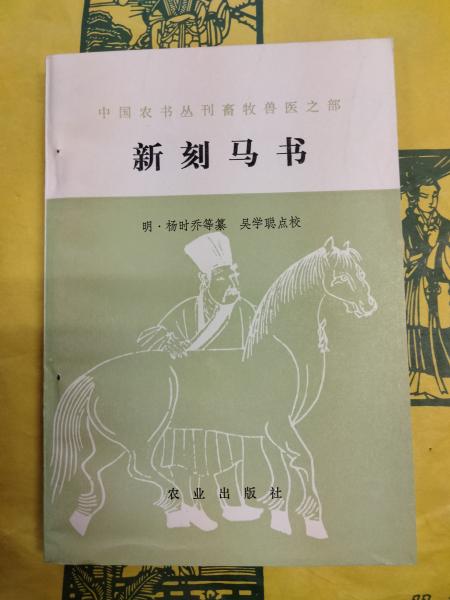 中国农书丛刊畜牧兽医之部
新刻马书
明·杨时乔等纂 吴学聪点校
农业出版社